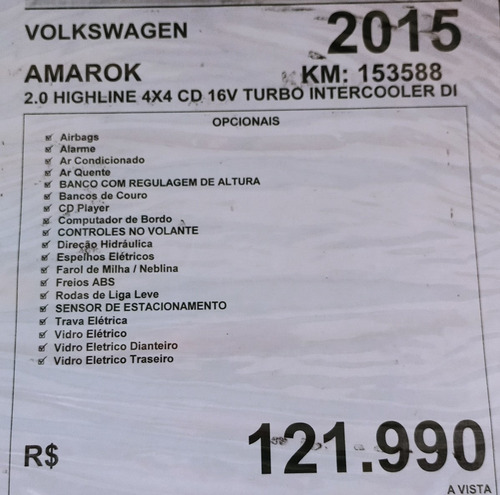 VOLKSWAGEN 2015
AMAROK KM: 153588
2.0 HIGHLINE 4X4 CD 16V TURBO INTERCOOLER DI
OPCIONAIS
Airbags
Alarme
Ar Condicionado
Ar Quente
BANCO COM REGULAGEM DE ALTURA
Bancos de Couro
CD Player
Computador de Bordo
CONTROLES NO VOLANTE
Direção Hidráulica
Espelhos Elétricos
Farol de Milha / Neblina
Freios ABS
Rodas de Liga Leve
SENSOR DE ESTACIONAMENTO
Trava Elétrica
Vidro Elétrico
Vidro Eletrico Dianteiro
Vidro Eletrico Traseiro
R$ 121.990
A VISTA